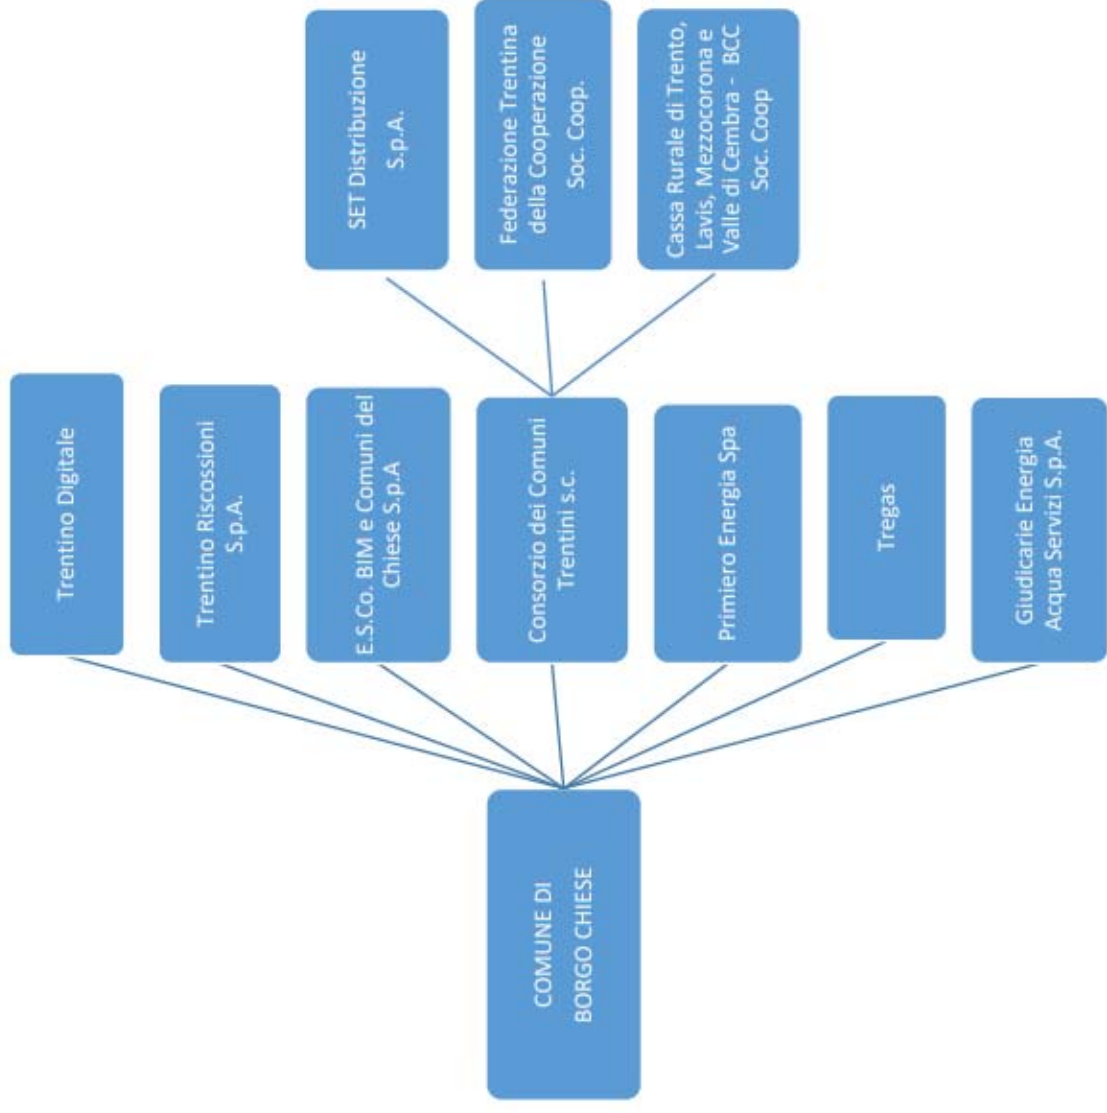 COMUNE DI
BORGO CHIESE
Trentino Digitale
Trentino Riscossioni
S.p.A.
E.S.Co. BIM e Comuni del
Chiese S.p.A
Consorzio dei Comuni
Trentini s.c.
Primiero Energia Spa
Tregas
Giudicarie Energia
Acqua Servizi S.p.A.
SET Distribuzione
S.p.A.
Federazione Trentina
della Cooperazione
Soc. Coop.
Cassa Rurale di Trento,
Lavis, Mezzocorona e
Valle di Cembra - BCC
Soc. Coop